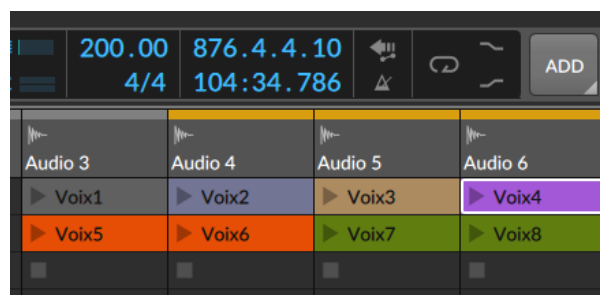 200.00 876.4.4.10
4/4 104:34.786
ADD
Audio 3 Audio 4 Audio 5 Audio 6
Voix1 Voix2 Voix3 Voix4
Voix5 Voix6 Voix7 Voix8